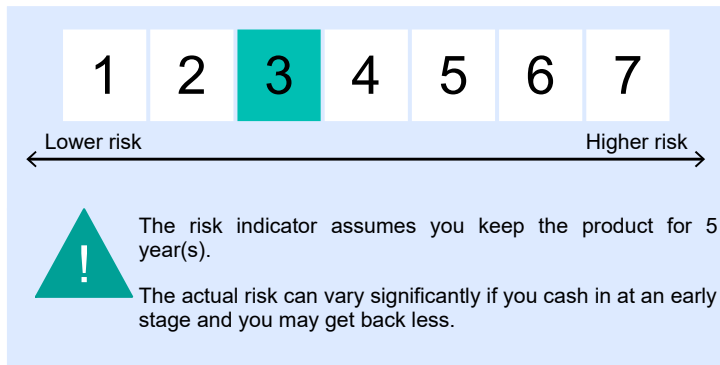 1 2 3 4 5 6 7
Lower risk Higher risk
!
The risk indicator assumes you keep the product for 5
year(s).
The actual risk can vary significantly if you cash in at an early
stage and you may get back less.